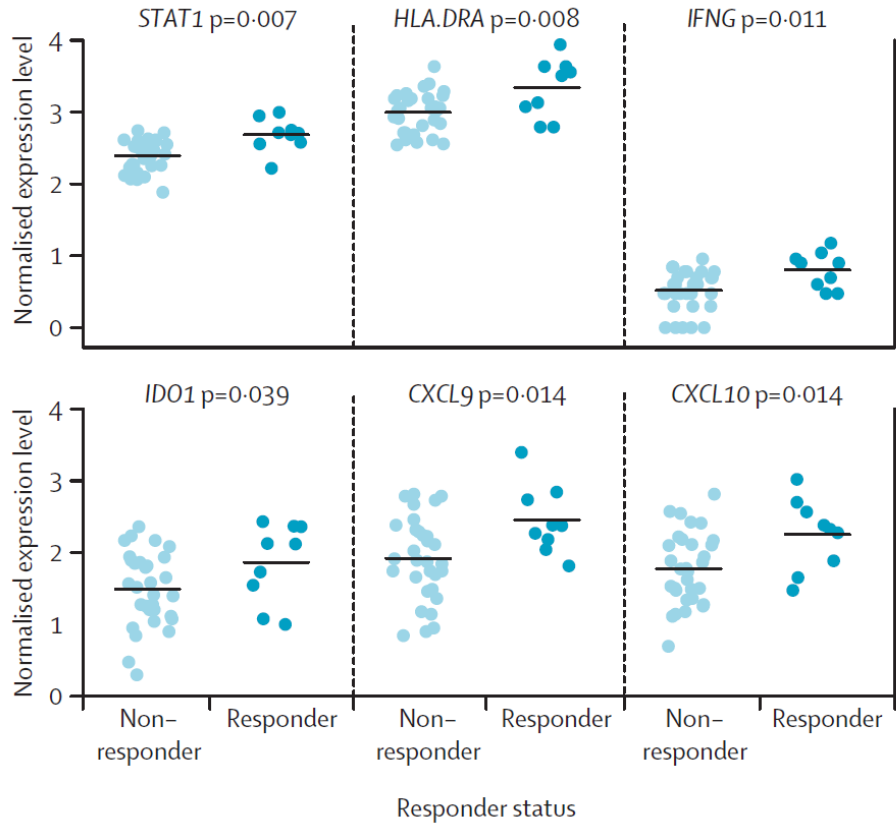 STAT1 p=0·007
HLA.DRA p=0·008
IFNG p=0·011
Normalised expression level
4
3
2
1
0
IDO1 p=0·039
CXCL9 p=0·014
CXCL10 p=0·014
Normalised expression level
4
3
2
1
0
Non–
responder
Responder
Non–
responder
Responder
Non–
responder
Responder
Responder status